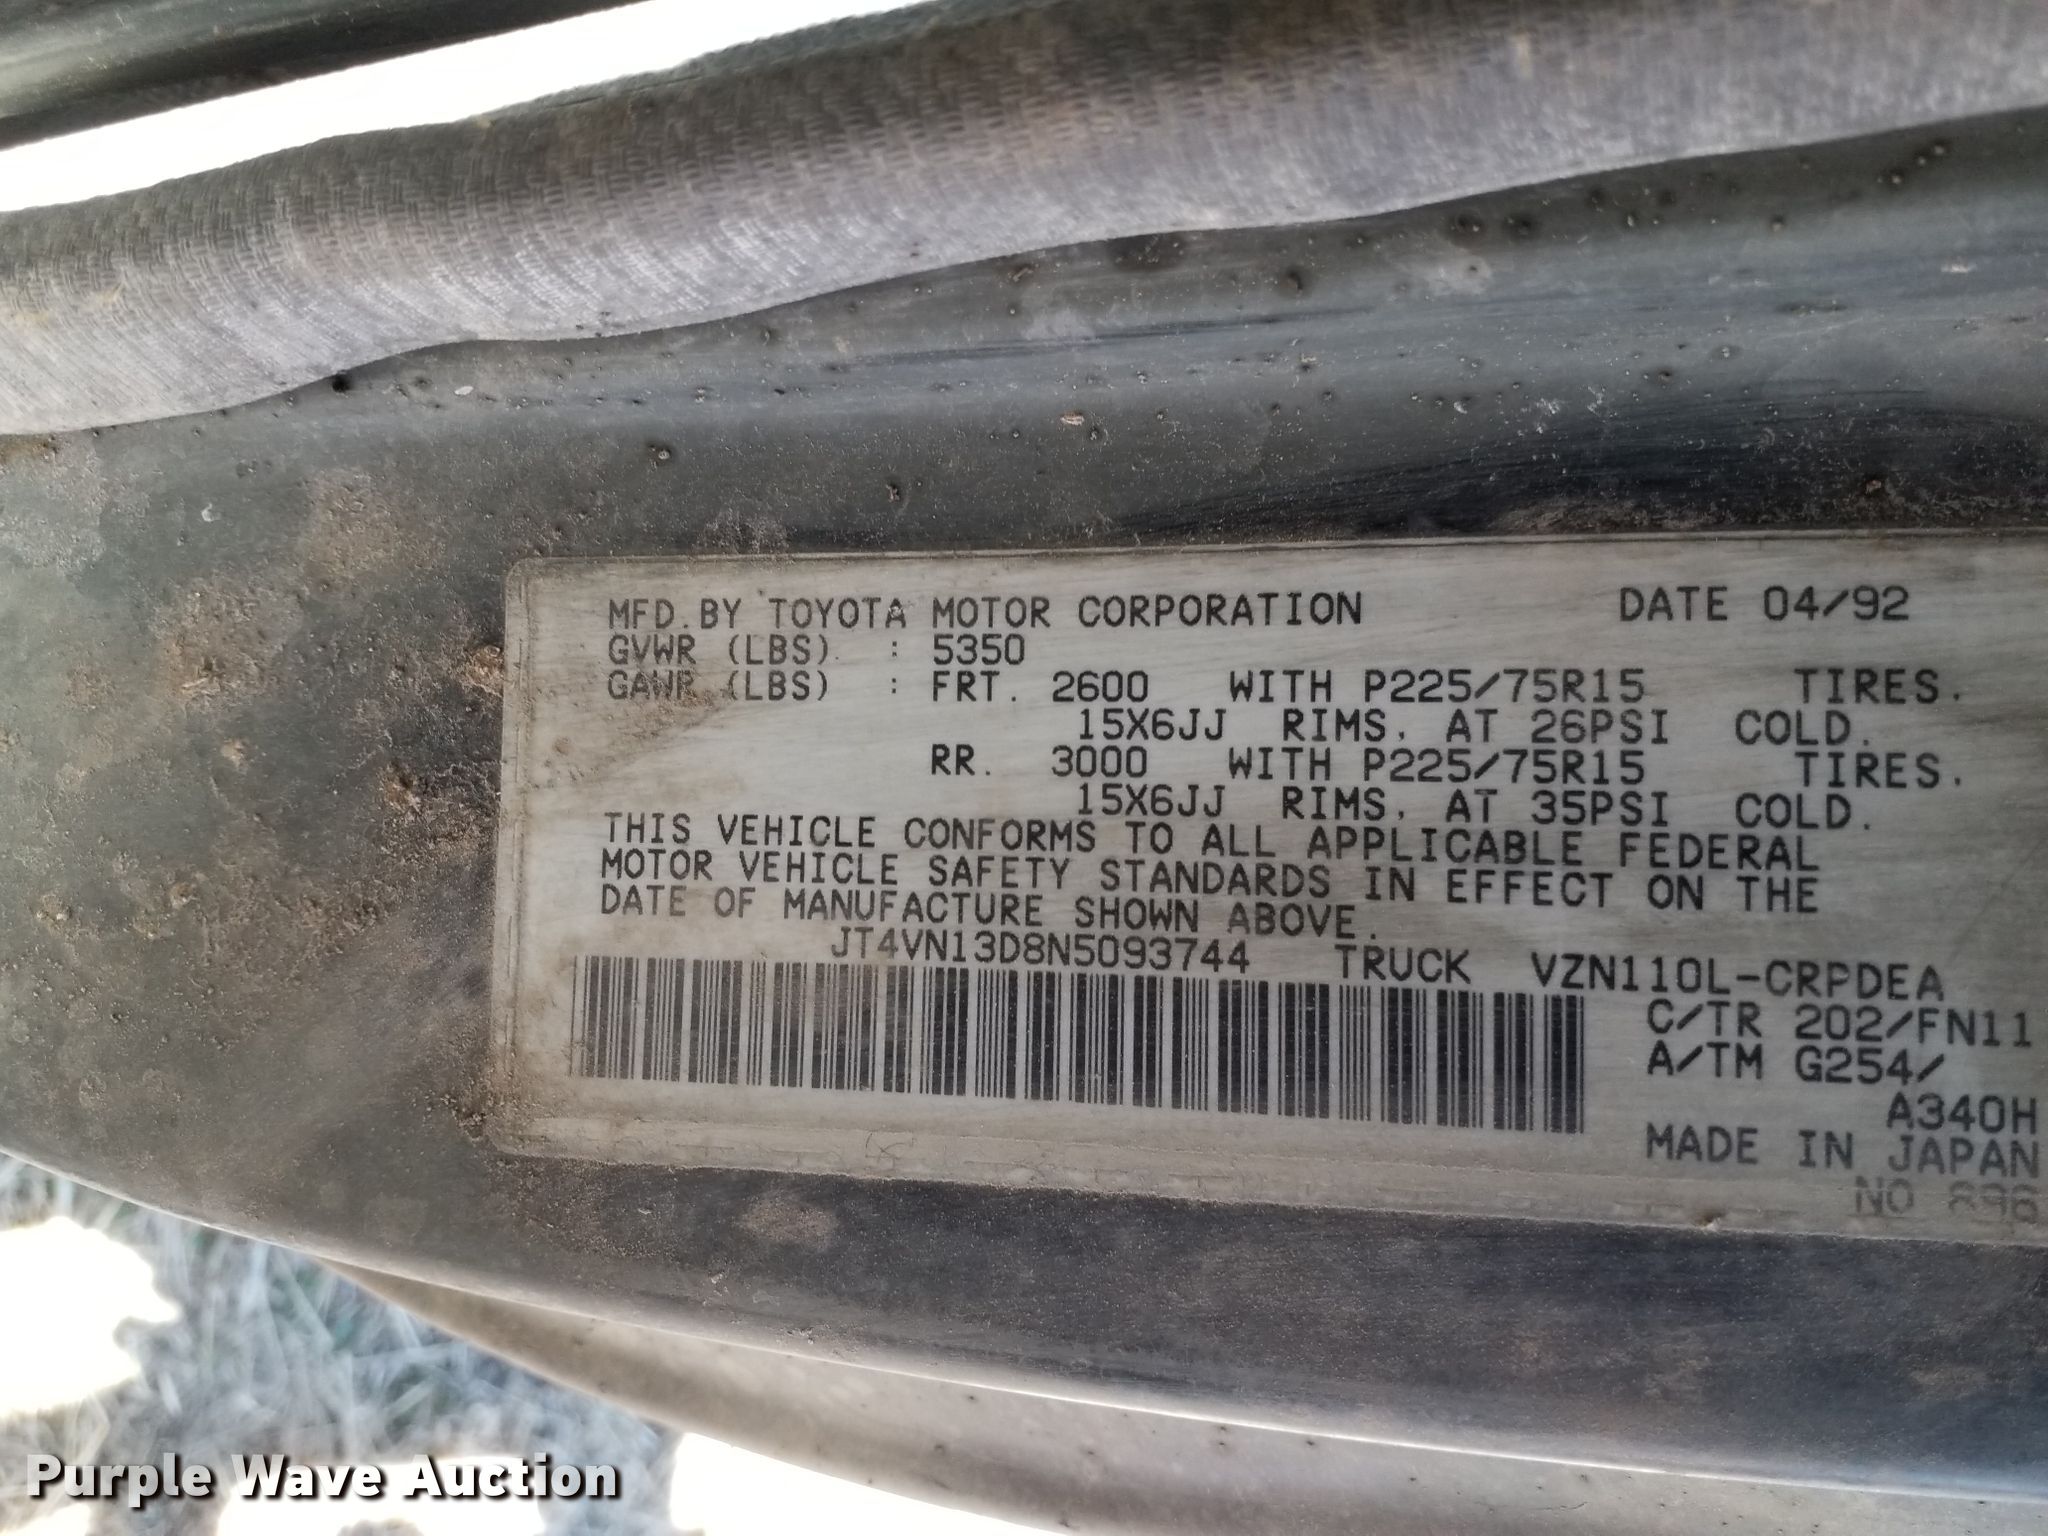 MFD. BY TOYOTA MOTOR CORPORATION DATE 04/92
GVWR (LBS) : 5350
GAWR (LBS) : FRT. 2600 WITH P225/75R15 TIRES.
15X6JJ RIMS, AT 26PSI COLD.
RR. 3000 WITH P225/75R15 TIRES.
15X6JJ RIMS, AT 35PSI COLD.
THIS VEHICLE CONFORMS TO ALL APPLICABLE FEDERAL
MOTOR VEHICLE SAFETY STANDARDS IN EFFECT ON THE
DATE OF MANUFACTURE SHOWN ABOVE.
JT4VN13D8N5093744 TRUCK VZN110L-CRPDEA
C/TR 202/FN11
A/TM G254/
A340H
MADE IN JAPAN
NO 896
Purple Wave Auction